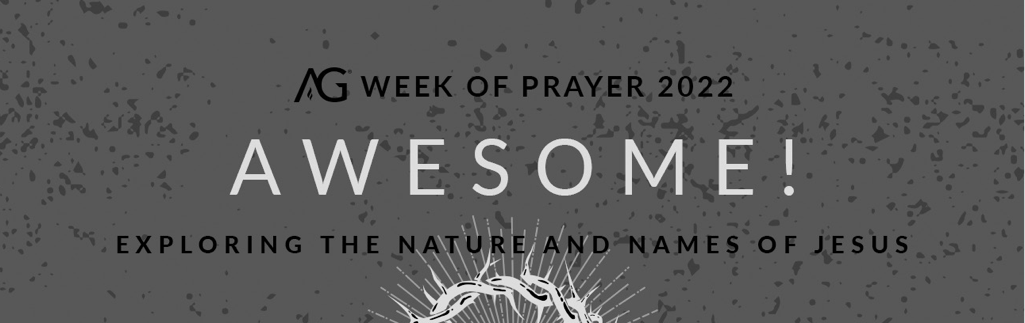 AG WEEK OF PRAYER 2022
AWESOME!
EXPLORING THE NATURE AND NAMES OF JESUS